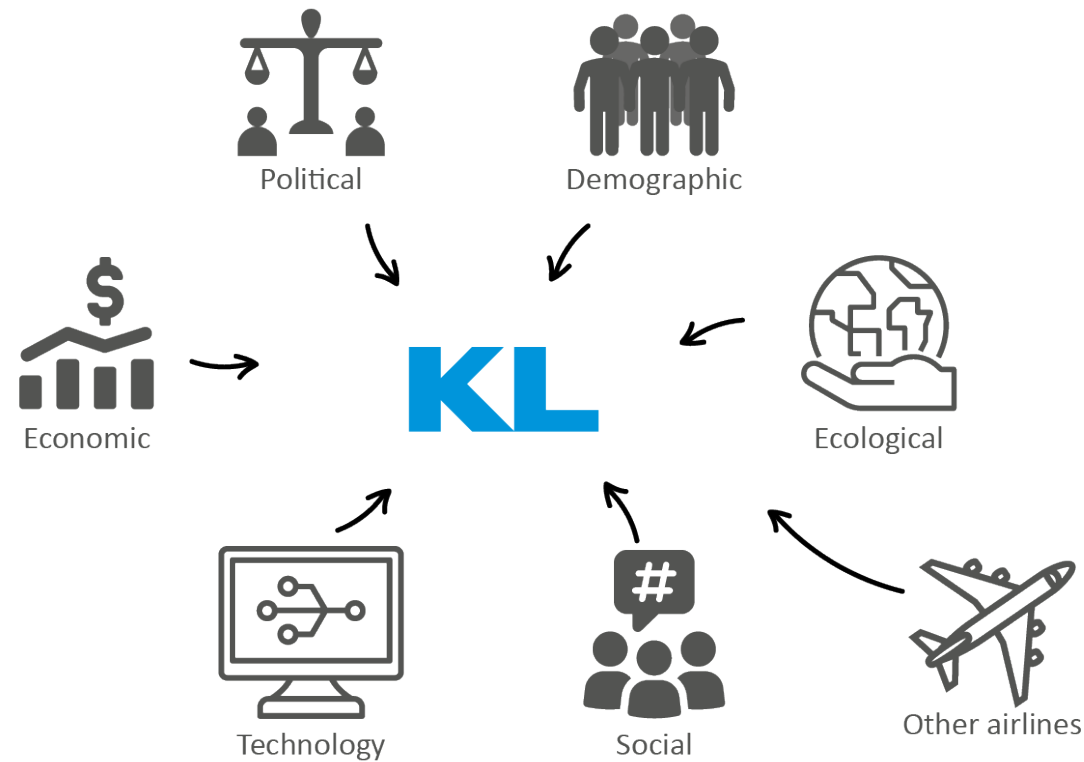 Political
Demographic
$
Economic
KL
Ecological
#
Technology
Social
Other airlines